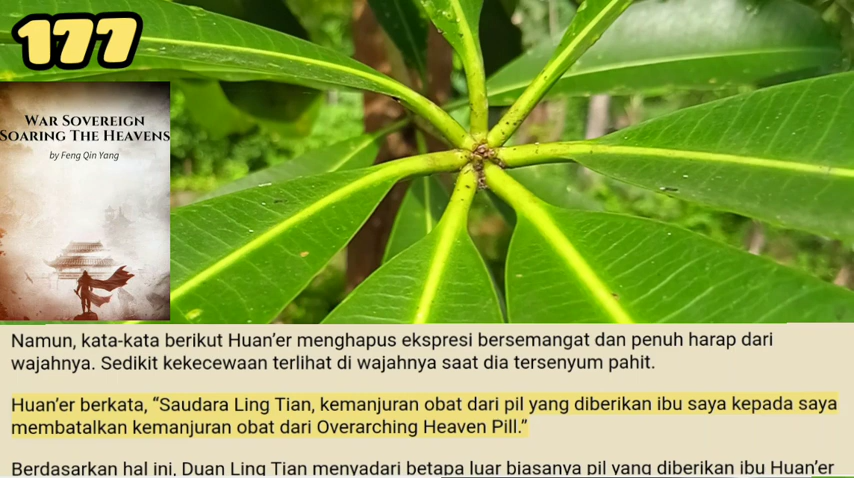 177
WAR SOVEREIGN
SOARING THE HEAVENS
by Feng Qin Yang
Namun, kata-kata berikut Huan’er menghapus ekspresi bersemangat dan penuh harap dari
wajahnya. Sedikit kekecewaan terlihat di wajahnya saat dia tersenyum pahit.
Huan’er berkata, “Saudara Ling Tian, kemanjuran obat dari pil yang diberikan ibu saya kepada saya
membatalkan kemanjuran obat dari Overarching Heaven Pill.”
Berdasarkan hal ini, Duan Ling Tian menyadari betapa luar biasanya pil yang diberikan ibu Huan’er